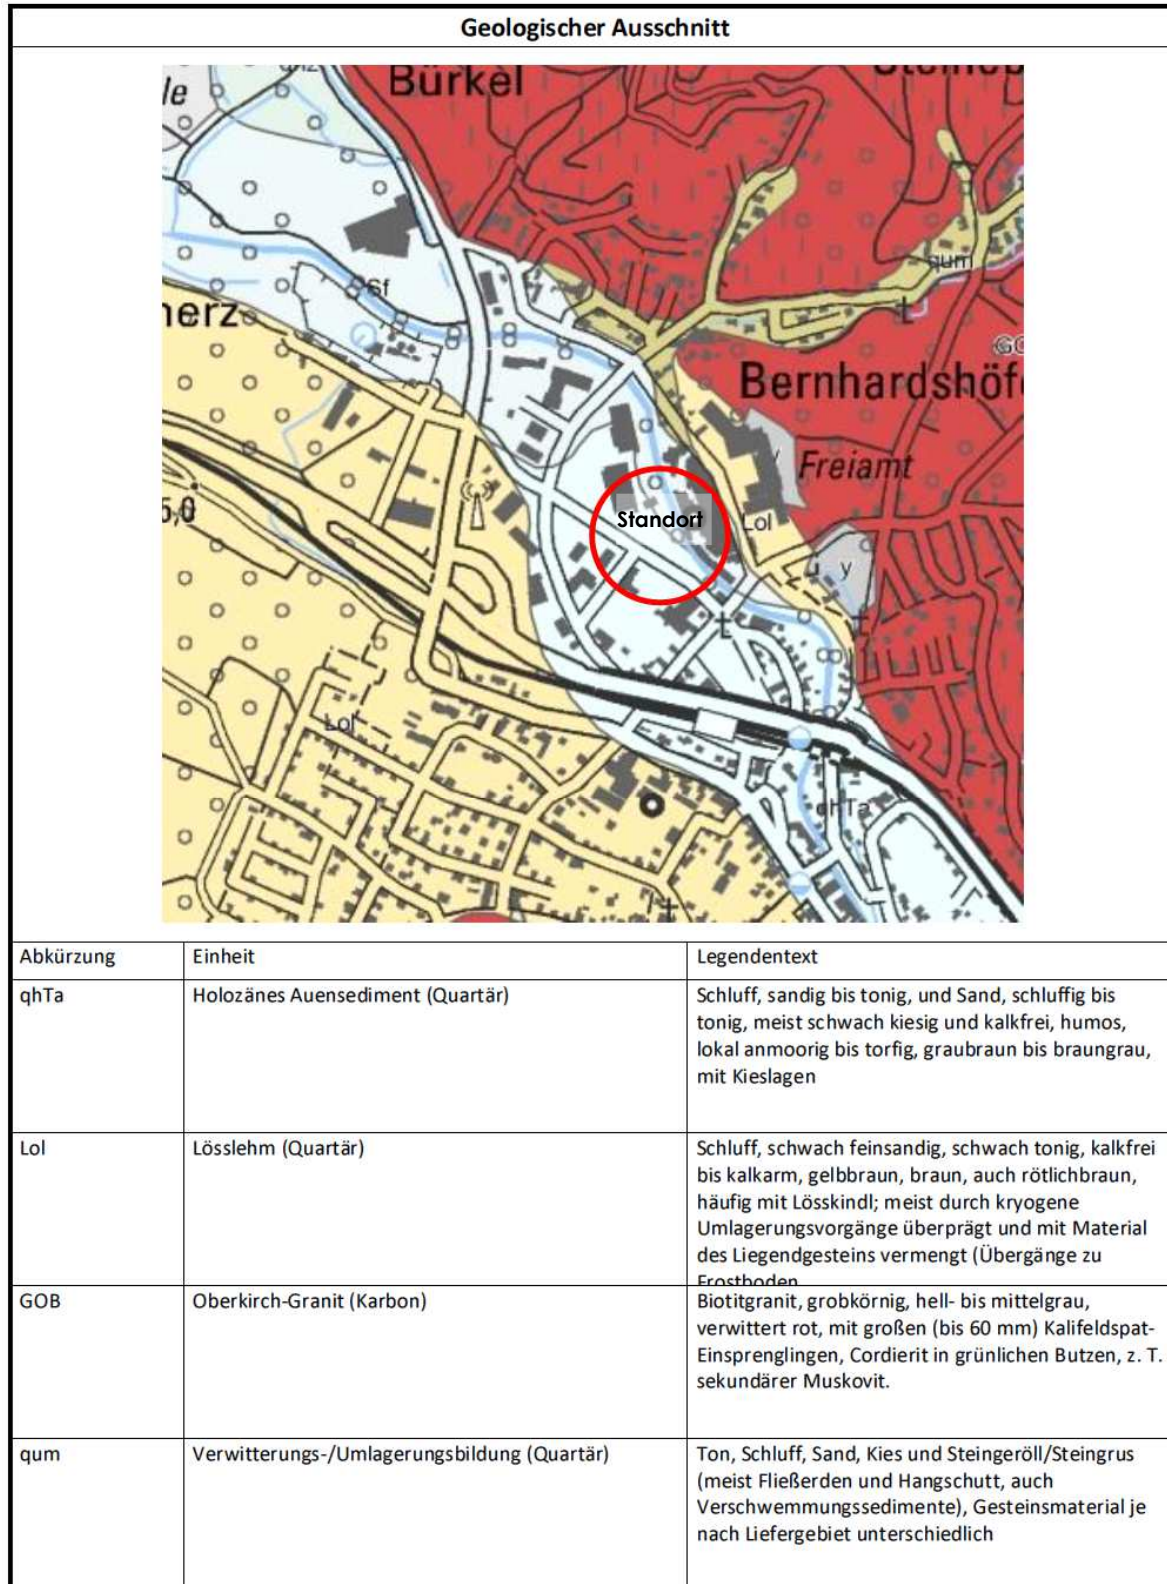 Geologischer Ausschnitt
le
Bürkel
qum
Sf
nerz
GO
Bernhardshöf
Freiamt
5,0
Standort
Lol
y
Lol
qhTa
Abkürzung Einheit Legendentext
qhTa Holozänes Auensediment (Quartär) Schluff, sandig bis tonig, und Sand, schluffig bis
tonig, meist schwach kiesig und kalkfrei, humos,
lokal anmoorig bis torfig, graubraun bis braungrau,
mit Kieslagen
Lol Lösslehm (Quartär) Schluff, schwach feinsandig, schwach tonig, kalkfrei
bis kalkarm, gelbbraun, braun, auch rötlichbraun,
häufig mit Lösskindl; meist durch kryogene
Umlagerungsvorgänge überprägt und mit Material
des Liegendgesteins vermengt (Übergänge zu
Frostboden
GOB Oberkirch-Granit (Karbon) Biotitgranit, grobkörnig, hell- bis mittelgrau,
verwittert rot, mit großen (bis 60 mm) Kalifeldspat-
Einsprenglingen, Cordierit in grünlichen Butzen, z. T.
sekundärer Muskovit.
qum Verwitterungs-/Umlagerungsbildung (Quartär) Ton, Schluff, Sand, Kies und Steingeröll/Steingrus
(meist Fließerden und Hangschutt, auch
Verschwemmungssedimente), Gesteinsmaterial je
nach Liefergebiet unterschiedlich